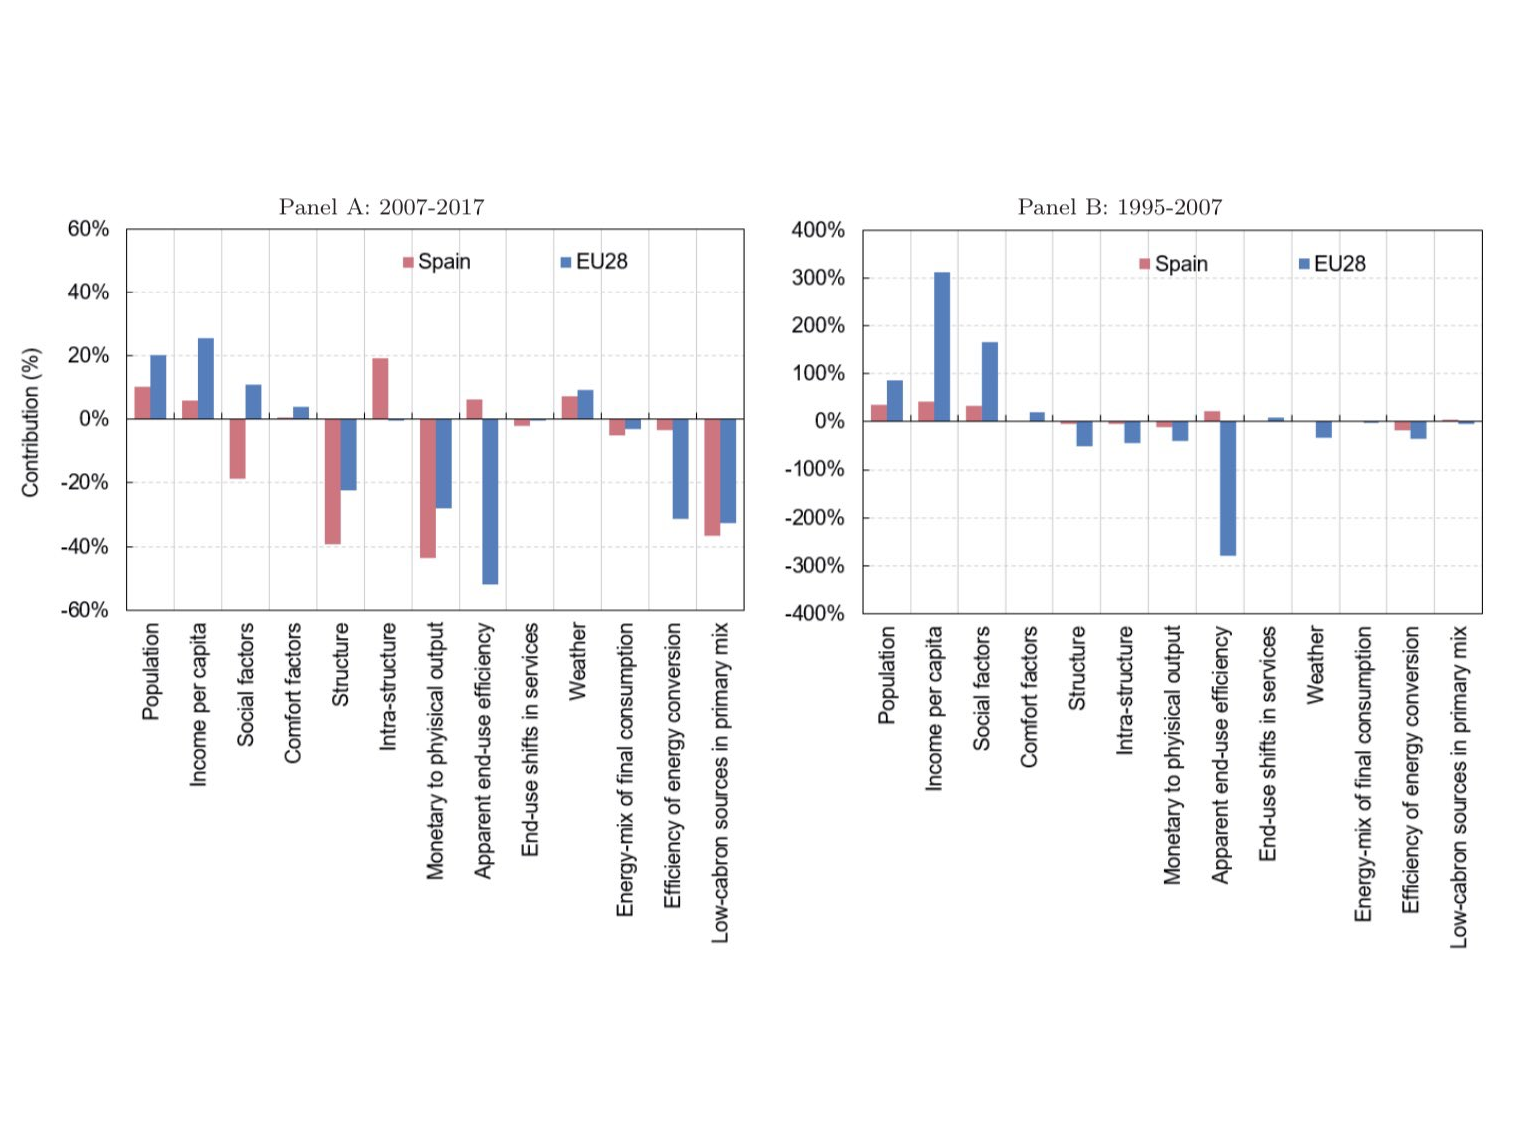 Panel A: 2007-2017
60%
40%
20%
0%
-20%
-40%
-60%
Contribution (%)
Spain
EU28
Population
Income per capita
Social factors
Comfort factors
Structure
Intra-structure
Monetary to phyisical output
Apparent end-use efficiency
End-use shifts in services
Weather
Energy-mix of final consumption
Efficiency of energy conversion
Low-cabron sources in primary mix
Panel B: 1995-2007
400%
300%
200%
100%
0%
-100%
-200%
-300%
-400%
Spain
EU28
Population
Income per capita
Social factors
Comfort factors
Structure
Intra-structure
Monetary to phyisical output
Apparent end-use efficiency
End-use shifts in services
Weather
Energy-mix of final consumption
Efficiency of energy conversion
Low-cabron sources in primary mix